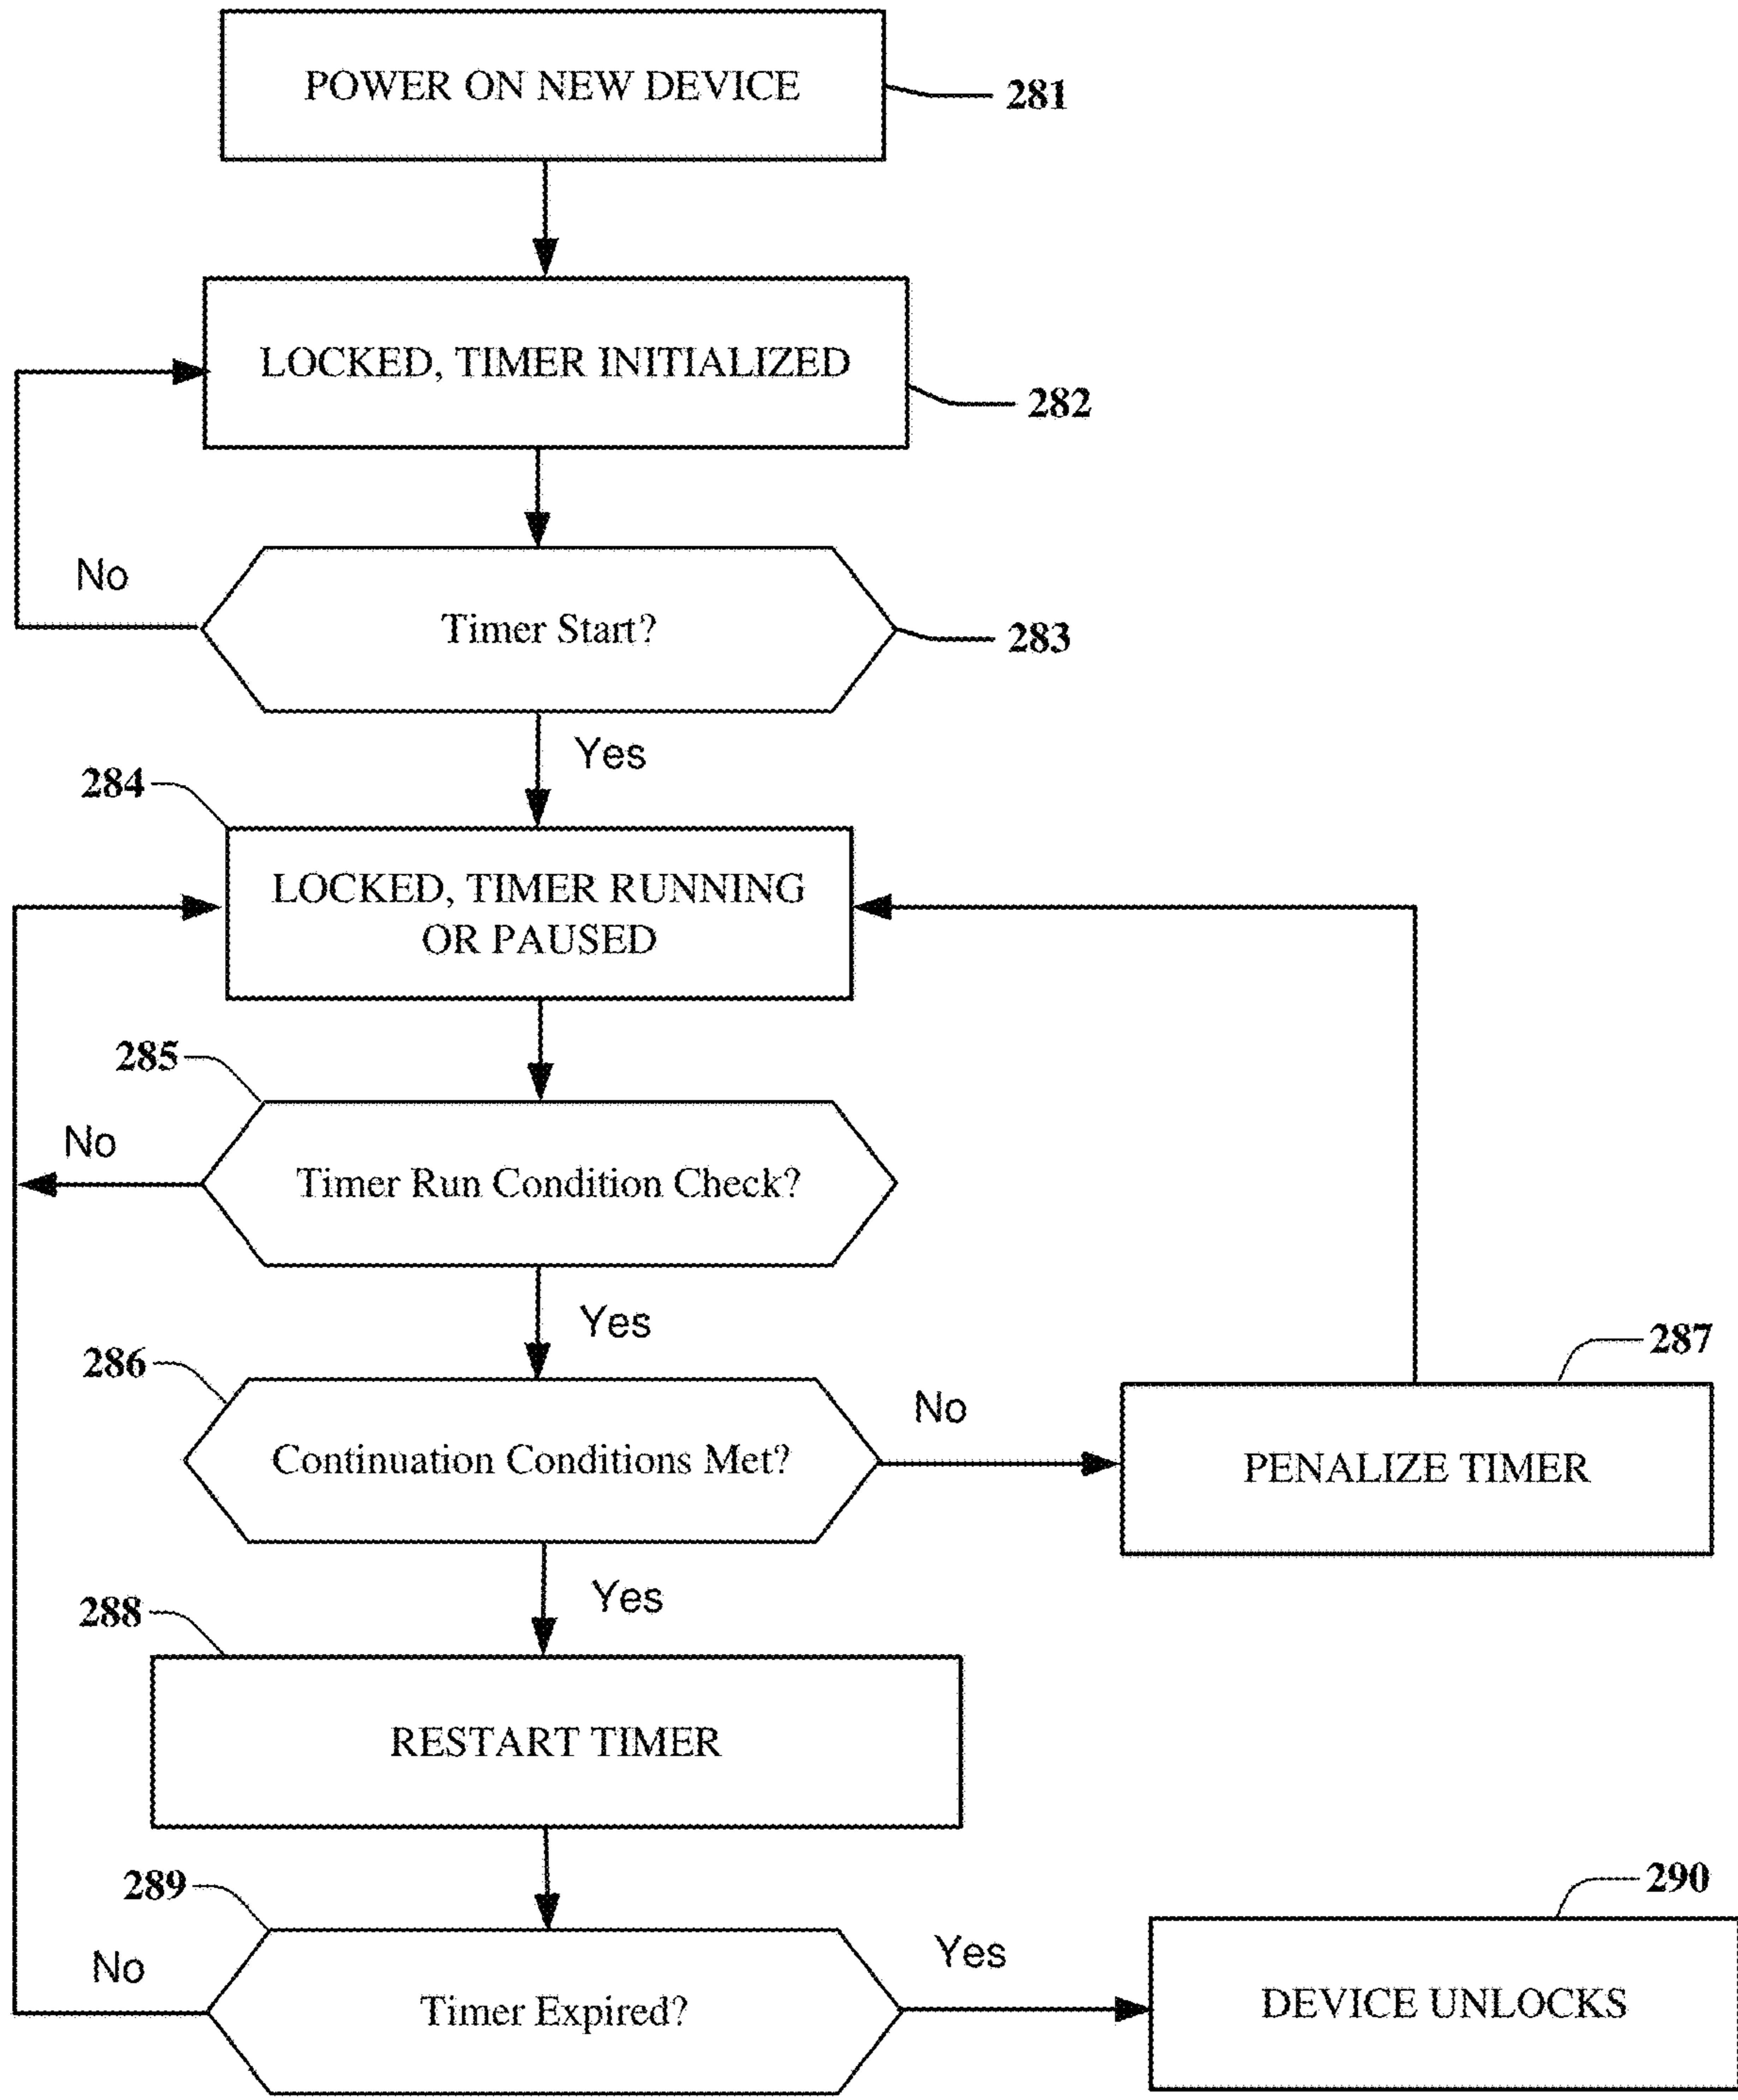 POWER ON NEW DEVICE
281
LOCKED, TIMER INITIALIZED
282
No
Timer Start?
283
Yes
284
LOCKED, TIMER RUNNING
OR PAUSED
285
No
Timer Run Condition Check?
Yes
286
Continuation Conditions Met?
No
287
PENALIZE TIMER
Yes
288
RESTART TIMER
289
No
Timer Expired?
Yes
290
DEVICE UNLOCKS